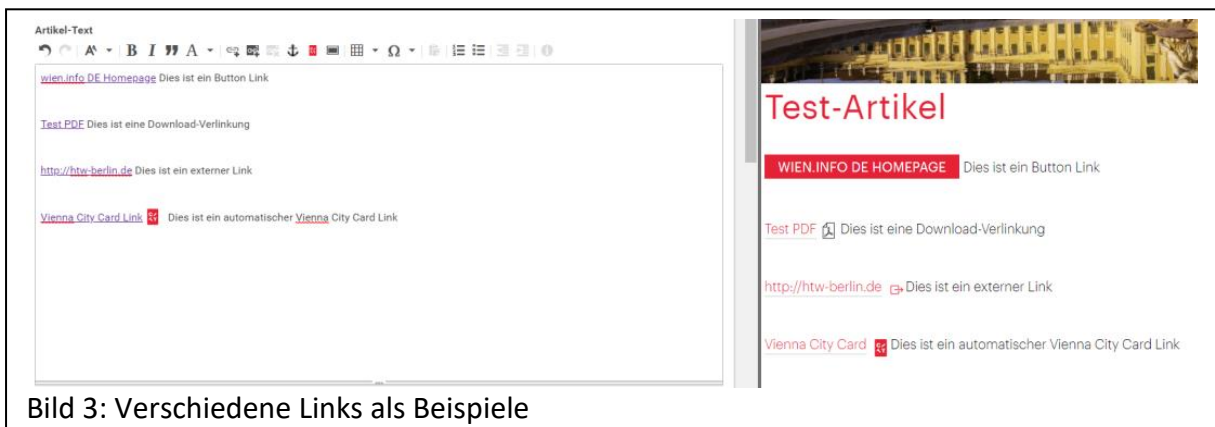 Artikel-Text
wien.info DE Homepage Dies ist ein Button Link
Test PDF Dies ist eine Download-Verlinkung
http://htw-berlin.de Dies ist ein externer Link
Vienna City Card Link Dies ist ein automatischer Vienna City Card Link
Test-Artikel
WIEN.INFO DE HOMEPAGE Dies ist ein Button Link
Test PDF Dies ist eine Download-Verlinkung
http://htw-berlin.de Dies ist ein externer Link
Vienna City Card Dies ist ein automatischer Vienna City Card Link
Bild 3: Verschiedene Links als Beispiele